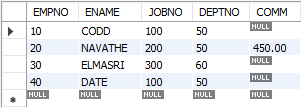 EMPNO ENAME JOBNO DEPTNO COMM
10 CODD 100 50 NULL
20 NAVATHE 200 50 450.00
30 ELMASRI 300 60 NULL
40 DATE 100 50 NULL
NULL NULL NULL NULL NULL